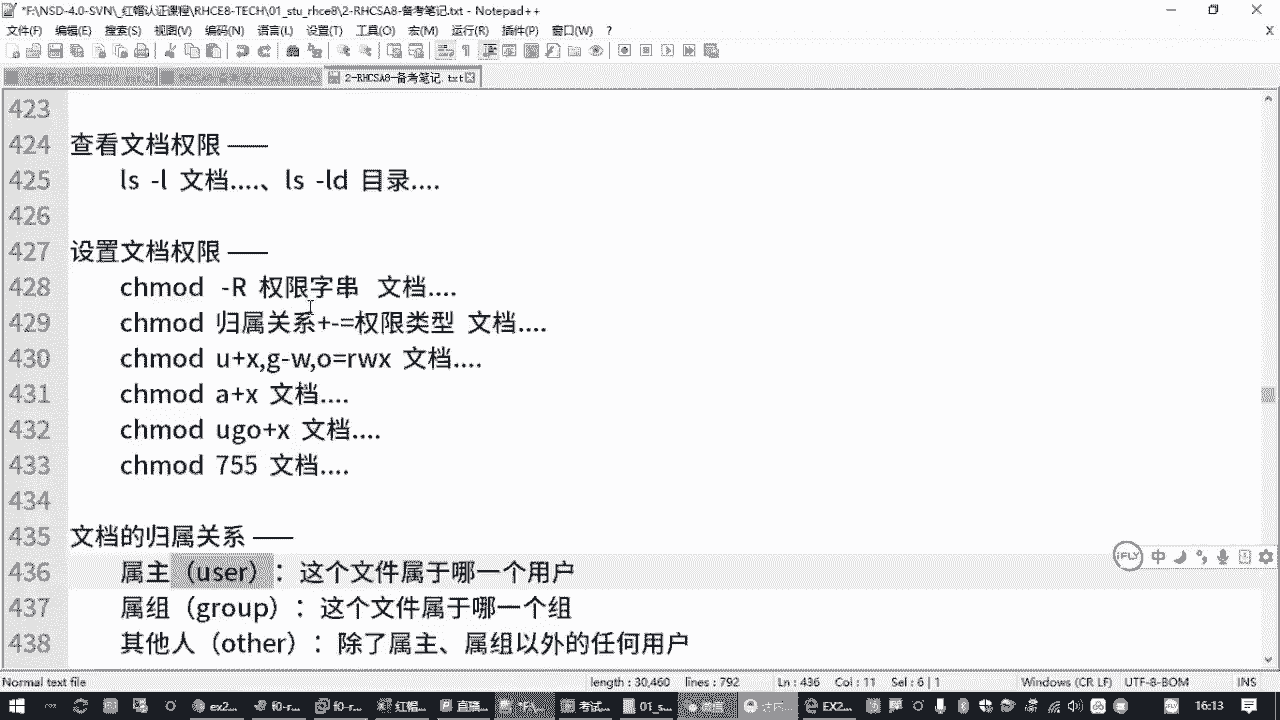 *F:\NSD-4.0-SVN\_红帽认证课程\RHCE8-TECH\01_stu_rhce8\2-RHCSA8-备考笔记.txt - Notepad++
文件(F) 编辑(E) 搜索(S) 视图(V) 编码(N) 语言(L) 设置(T) 工具(O) 宏(M) 运行(R) 插件(P) 窗口(W) ? X
2-RHCSA8-备考笔记.txt
423
424 查看文档权限 ——
425 ls -l 文档....、ls -ld 目录....
426
427 设置文档权限 ——
428 chmod -R 权限字串 文档....
429 chmod 归属关系+-=权限类型 文档....
430 chmod u+x,g-w,o=rwx 文档....
431 chmod a+x 文档....
432 chmod ugo+x 文档....
433 chmod 755 文档....
434
435 文档的归属关系 ——
436 属主（user）：这个文件属于哪一个用户
437 属组（group）：这个文件属于哪一个组
438 其他人（other）：除了属主、属组以外的任何用户
iFLY 中
Normal text file length : 30,460 lines : 792 Ln : 436 Col : 11 Sel : 6 | 1 Windows (CR LF) UTF-8-BOM INS
ex2... 红帽... 直播... 考试... 01_s... EX2... 16:13